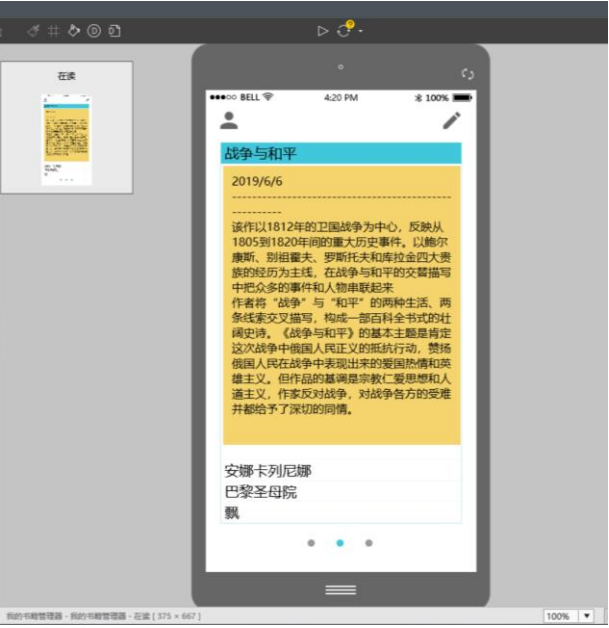 在读
BELL
4:20 PM
100%
战争与和平
2019/6/6
--------------------------------------------
----------
该作以1812年的卫国战争为中心，反映从
1805到1820年间的重大历史事件。以鲍尔
康斯、别祖霍夫、罗斯托夫和库拉金四大贵
族的经历为主线，在战争与和平的交替描写
中把众多的事件和人物串联起来
作者将“战争”与“和平”的两种生活、两
条线索交叉描写，构成一部百科全书式的壮
阔史诗。《战争与和平》的基本主题是肯定
这次战争中俄国人民正义的抵抗行动，赞扬
俄国人民在战争中表现出来的爱国热情和英
雄主义。但作品的基调是宗教仁爱思想和人
道主义，作家反对战争，对战争各方的受难
并都给予了深切的同情。
安娜卡列尼娜
巴黎圣母院
飘
我的书籍管理器 - 我的书籍管理器 - 在读 [ 375 × 667 ]
100%